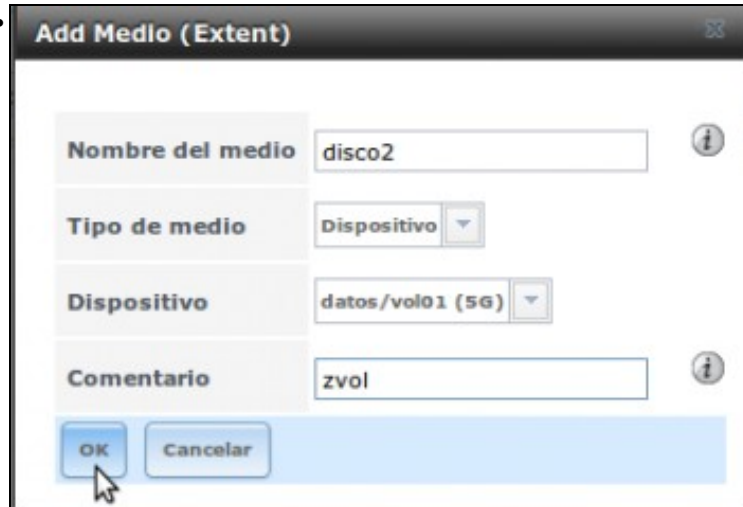 Add Medio (Extent)
Nombre del medio disco2
Tipo de medio Dispositivo
Dispositivo datos/vol01 (5G)
Comentario zvol
OK Cancelar